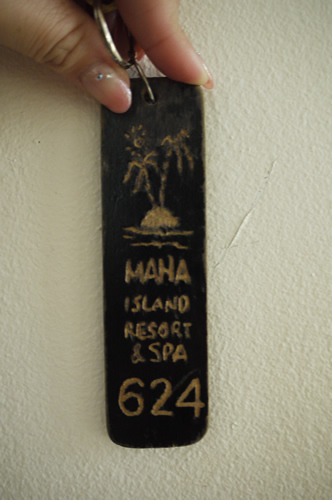 MAHA
ISLAND
RESORT
& SPA
624